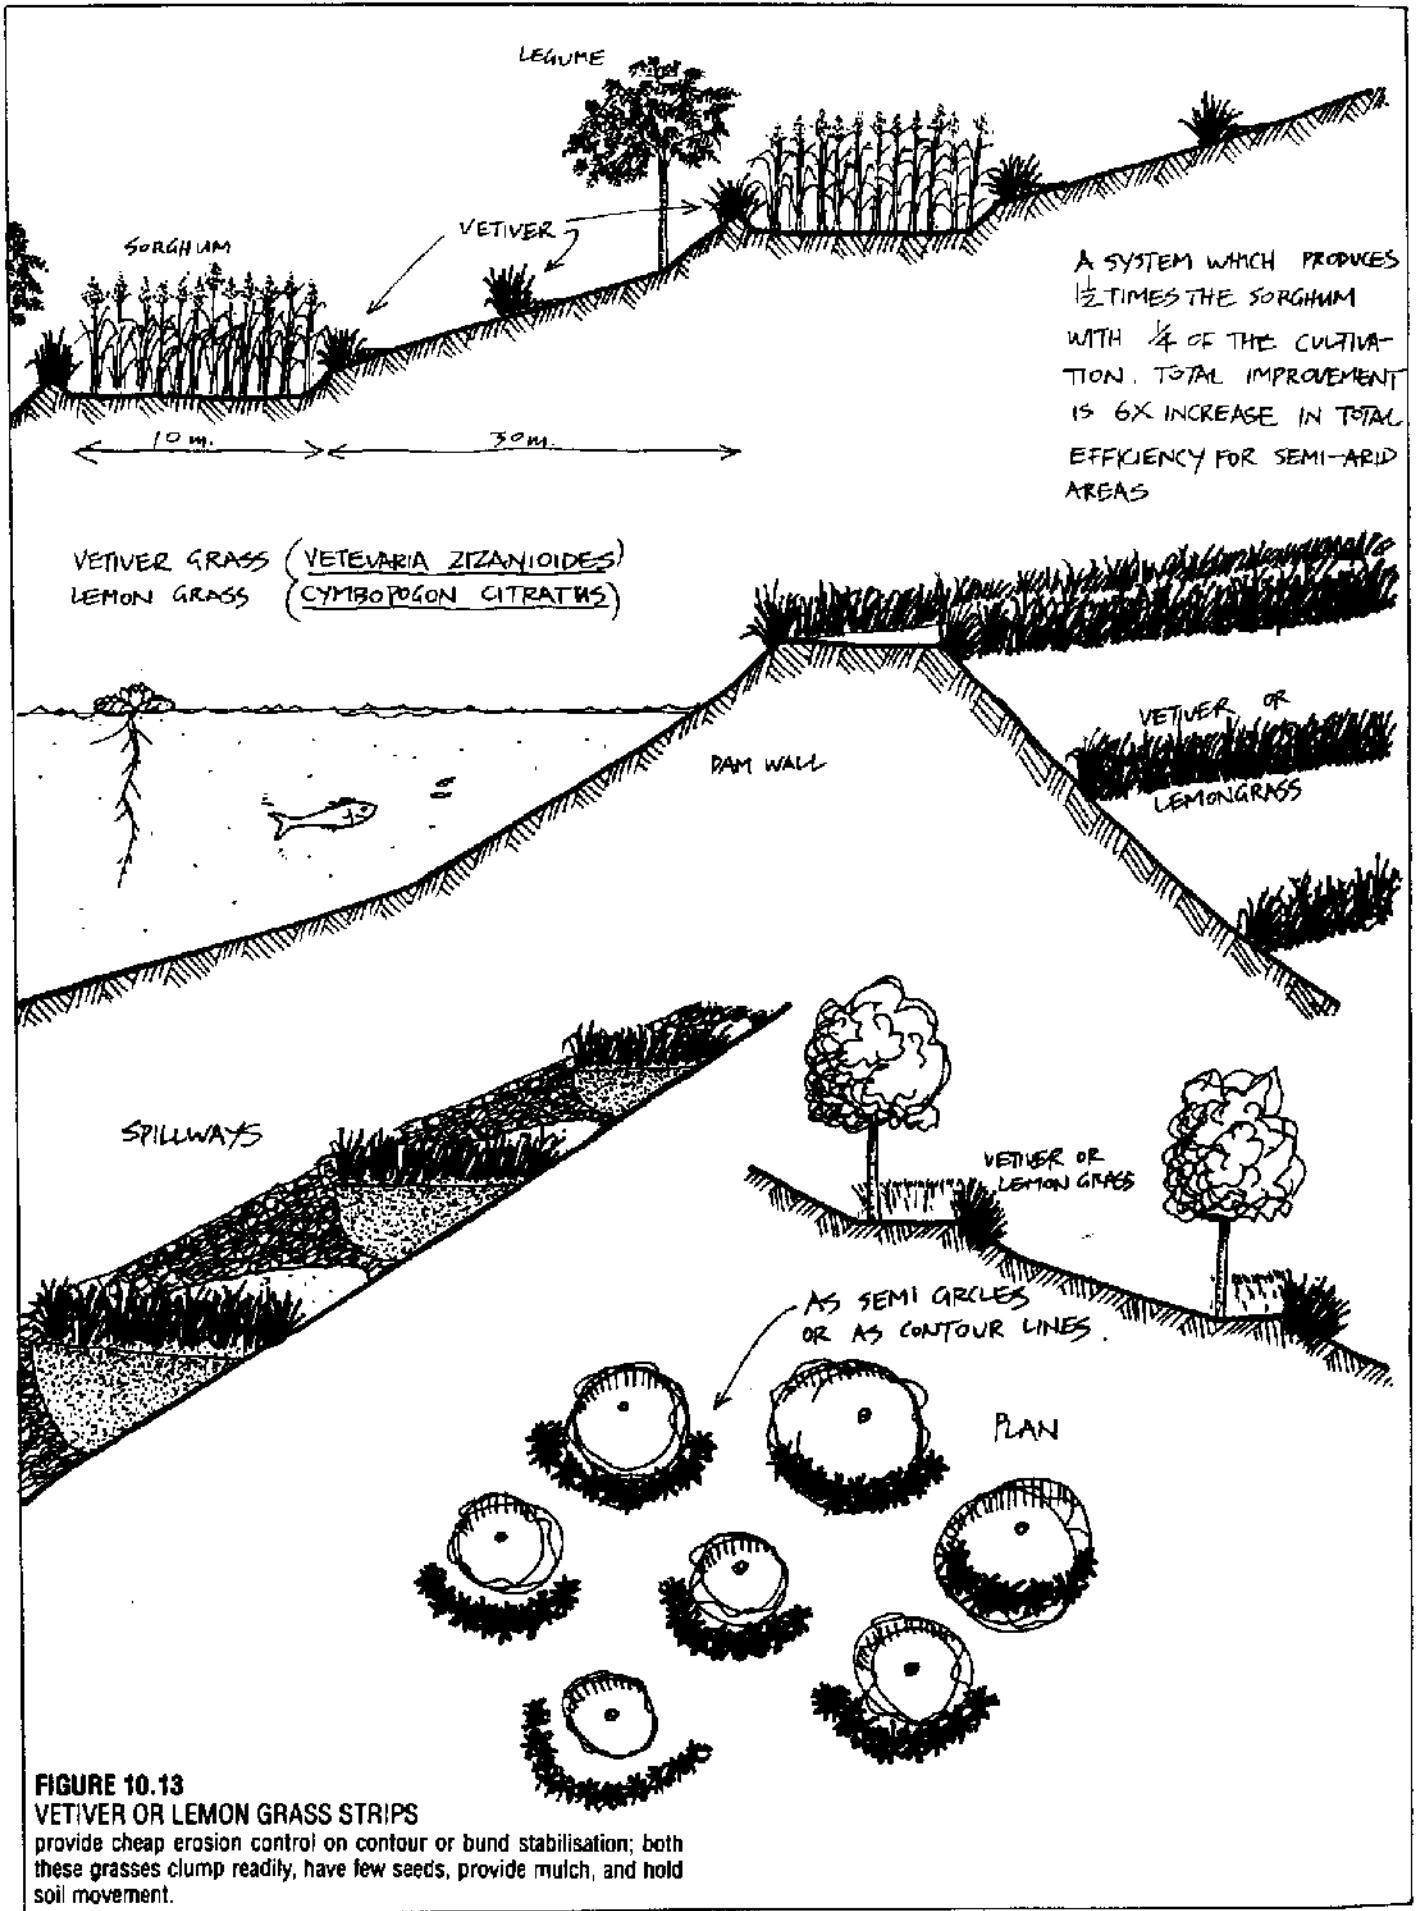 LEGUME
VETIVER
SORGHUM
A SYSTEM WHICH PRODUCES
1½ TIMES THE SORGHUM
WITH ¼ OF THE CULTIVA-
TION. TOTAL IMPROVEMENT
IS 6X INCREASE IN TOTAL
EFFICIENCY FOR SEMI-ARID
AREAS
10 m.
30 m.
VETIVER GRASS (VETEVARIA ZIZANIOIDES)
LEMON GRASS (CYMBOPOGON CITRATUS)
VETIVER OR
LEMONGRASS
DAM WALL
SPILLWAYS
VETIVER OR
LEMON GRASS
AS SEMI CIRCLES
OR AS CONTOUR LINES.
PLAN
FIGURE 10.13
VETIVER OR LEMON GRASS STRIPS
provide cheap erosion control on contour or bund stabilisation; both
these grasses clump readily, have few seeds, provide mulch, and hold
soil movement.